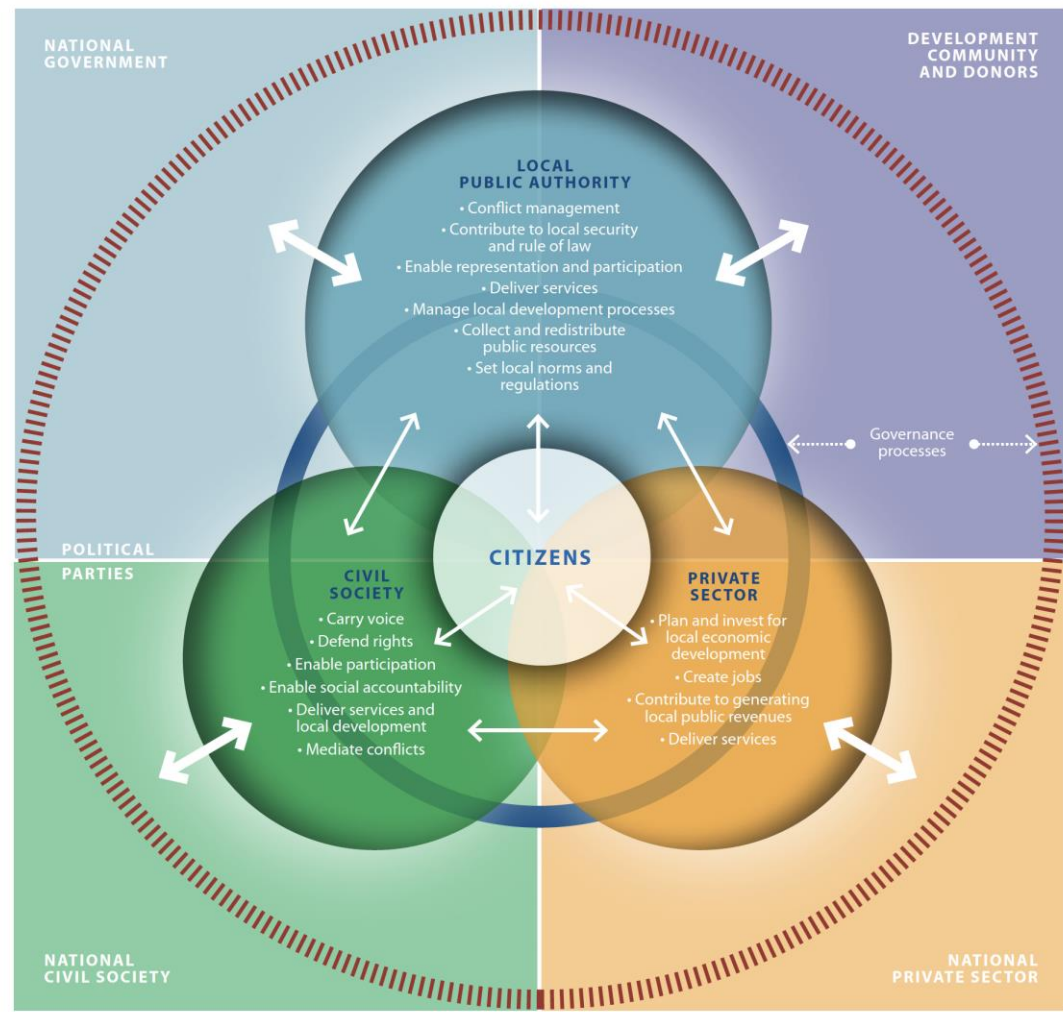 NATIONAL
GOVERNMENT
DEVELOPMENT
COMMUNITY
AND DONORS
LOCAL
PUBLIC AUTHORITY
• Conflict management
• Contribute to local security
and rule of law
• Enable representation and participation
• Deliver services
• Manage local development processes
• Collect and redistribute
public resources
• Set local norms and
regulations
Governance
processes
POLITICAL
PARTIES
CITIZENS
CIVIL
SOCIETY
• Carry voice
• Defend rights
• Enable participation
• Enable social accountability
• Deliver services and
local development
• Mediate conflicts
PRIVATE
SECTOR
• Plan and invest for
local economic
development
• Create jobs
• Contribute to generating
local public revenues
• Deliver services
NATIONAL
CIVIL SOCIETY
NATIONAL
PRIVATE SECTOR